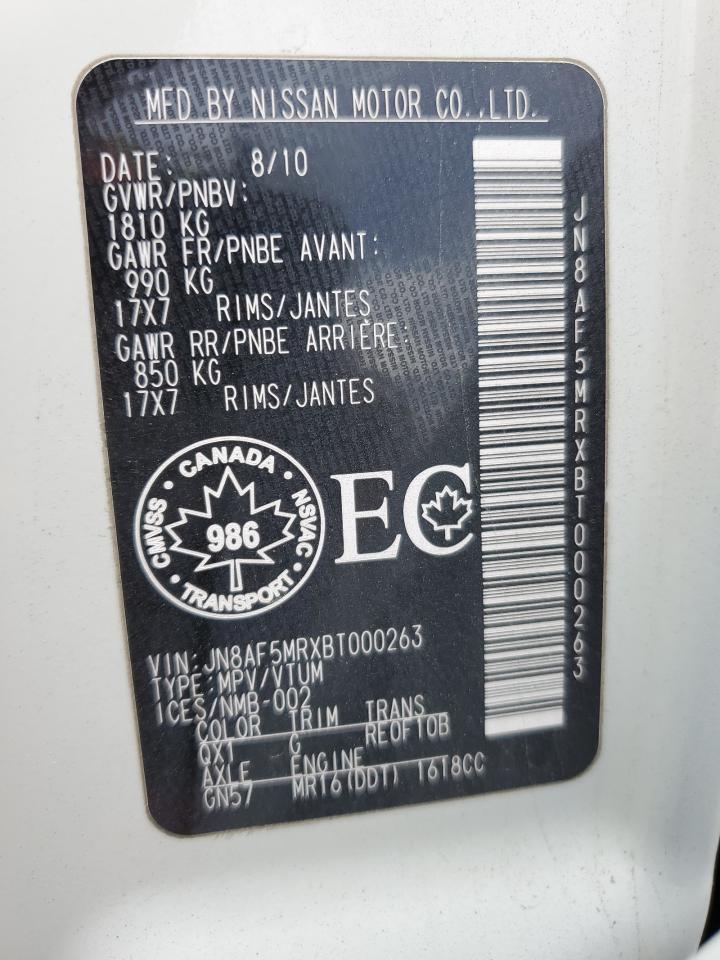 MFD BY NISSAN MOTOR CO.,LTD.
DATE: 8/10
GVWR/PNBV:
1810 KG
GAWR FR/PNBE AVANT:
990 KG
17X7 RIMS/JANTES
GAWR RR/PNBE ARRIÈRE:
850 KG
17X7 RIMS/JANTES
CANADA
CMVSS
NSVAC
986
TRANSPORT
EC
VIN:JN8AF5MRXBT000263
TYPE:MPV/VTUM
ICES/NMB-002
COLOR TRIM TRANS
QX1 G REOF10B
AXLE ENGINE
GN57 MR16(DDT) 1618CC
JN8AF5MRXBT000263